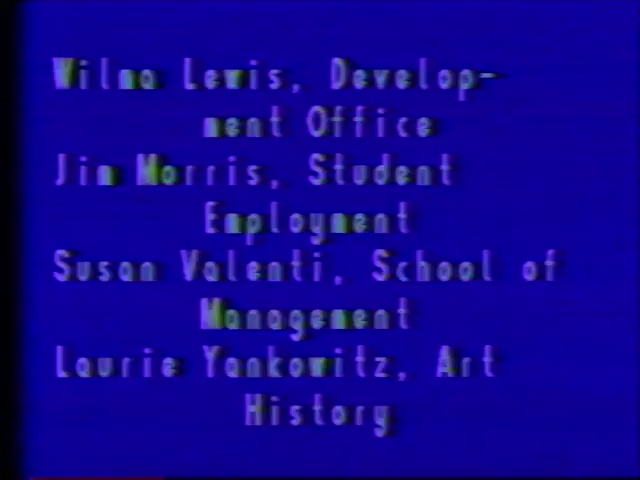 Wilma Lewis, Develop-
ment Office
Jim Morris, Student
Employment
Susan Valenti, School of
Management
Laurie Yankowitz, Art
History